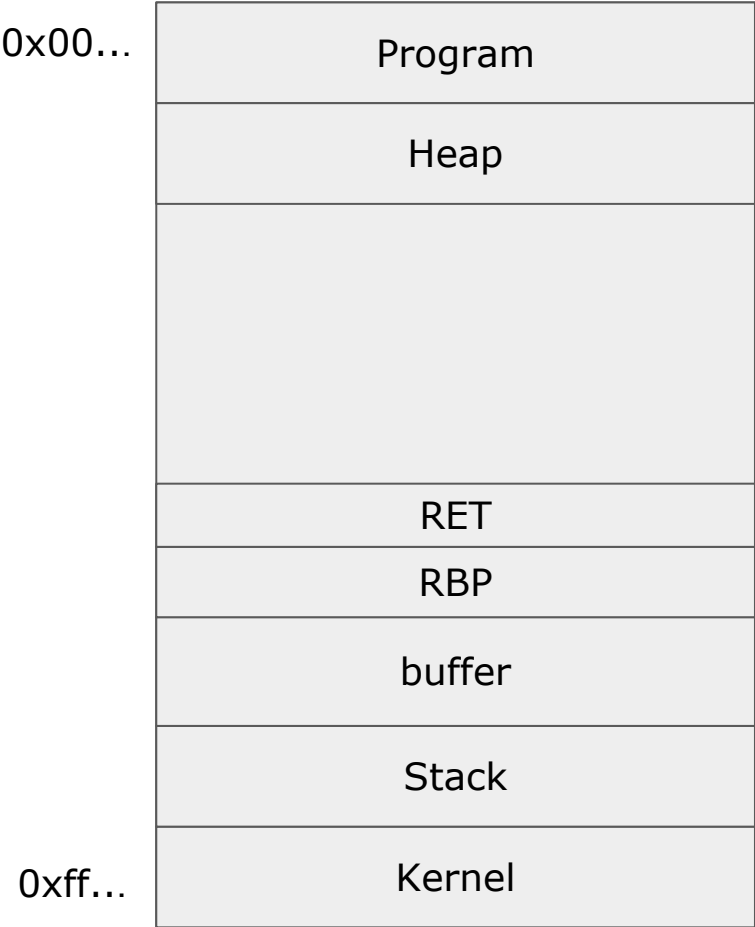 0x00...
Program
Heap
RET
RBP
buffer
Stack
Kernel
0xff...